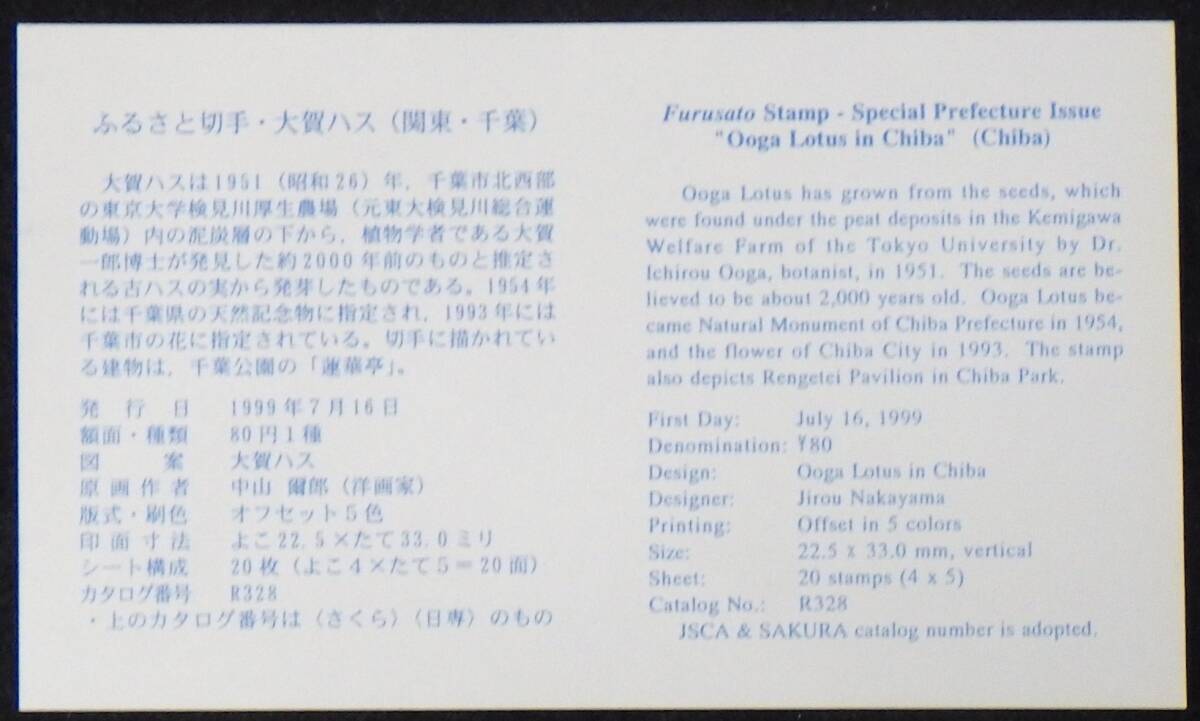 ふるさと切手・大賀ハス（関東・千葉）
大賀ハスは1951（昭和26）年，千葉市北西部
の東京大学検見川厚生農場（元東大検見川総合運
動場）内の泥炭層の下から，植物学者である大賀
一郎博士が発見した約2000年前のものと推定さ
れる古ハスの実から発芽したものである。1954年
には千葉県の天然記念物に指定され，1993年には
千葉市の花に指定されている。切手に描かれてい
る建物は，千葉公園の「蓮華亭」。
発行日 1999年7月16日
額面・種類 80円1種
図案 大賀ハス
原画作者 中山 爾郎（洋画家）
版式・刷色 オフセット5色
印面寸法 よこ22.5×たて33.0ミリ
シート構成 20枚（よこ4×たて5＝20面）
カタログ番号 R328
・上のカタログ番号は〈さくら〉〈日専〉のもの
Furusato Stamp - Special Prefecture Issue
"Ooga Lotus in Chiba" (Chiba)
Ooga Lotus has grown from the seeds, which
were found under the peat deposits in the Kemigawa
Welfare Farm of the Tokyo University by Dr.
Ichirou Ooga, botanist, in 1951. The seeds are be-
lieved to be about 2,000 years old. Ooga Lotus be-
came Natural Monument of Chiba Prefecture in 1954,
and the flower of Chiba City in 1993. The stamp
also depicts Rengetei Pavilion in Chiba Park.
First Day: July 16, 1999
Denomination: ¥80
Design: Ooga Lotus in Chiba
Designer: Jirou Nakayama
Printing: Offset in 5 colors
Size: 22.5 x 33.0 mm, vertical
Sheet: 20 stamps (4 x 5)
Catalog No.: R328
JSCA & SAKURA catalog number is adopted.